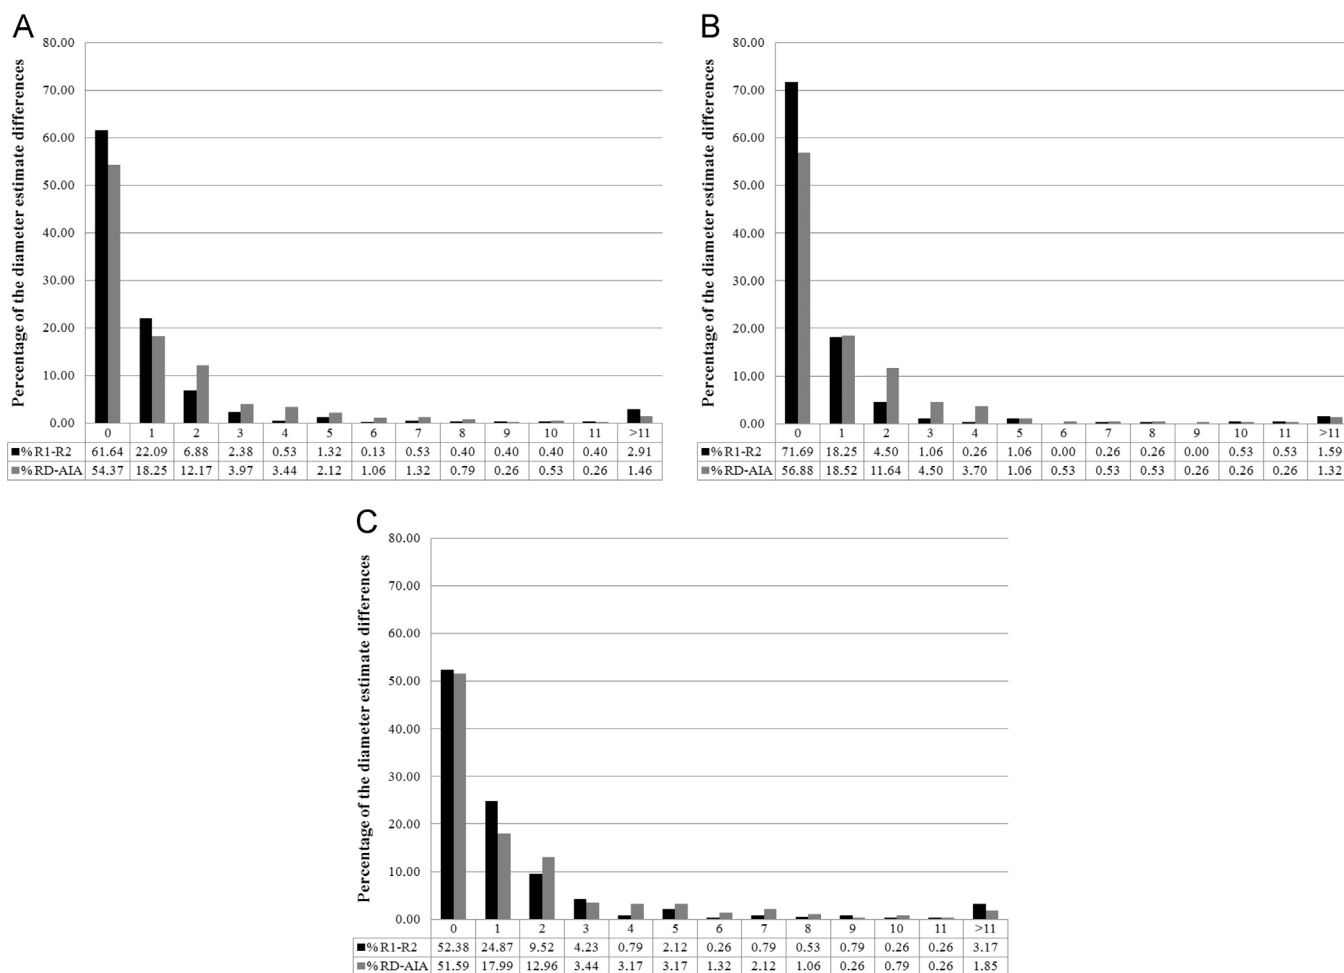 A
Percentage of the diameter estimate differences
80.00
70.00
60.00
50.00
40.00
30.00
20.00
10.00
0.00
0 1 2 3 4 5 6 7 8 9 10 11 >11
%R1-R2 61.64 22.09 6.88 2.38 0.53 1.32 0.13 0.53 0.40 0.40 0.40 0.40 2.91
%RD-AIA 54.37 18.25 12.17 3.97 3.44 2.12 1.06 1.32 0.79 0.26 0.53 0.26 1.46
B
Percentage of the diameter estimate differences
80.00
70.00
60.00
50.00
40.00
30.00
20.00
10.00
0.00
0 1 2 3 4 5 6 7 8 9 10 11 >11
%R1-R2 71.69 18.25 4.50 1.06 0.26 1.06 0.00 0.26 0.26 0.00 0.53 0.53 1.59
%RD-AIA 56.88 18.52 11.64 4.50 3.70 1.06 0.53 0.53 0.53 0.26 0.26 0.26 1.32
C
Percentage of the diameter estimate differences
80.00
70.00
60.00
50.00
40.00
30.00
20.00
10.00
0.00
0 1 2 3 4 5 6 7 8 9 10 11 >11
%R1-R2 52.38 24.87 9.52 4.23 0.79 2.12 0.26 0.79 0.53 0.79 0.26 0.26 3.17
%RD-AIA 51.59 17.99 12.96 3.44 3.17 3.17 1.32 2.12 1.06 0.26 0.79 0.26 1.85